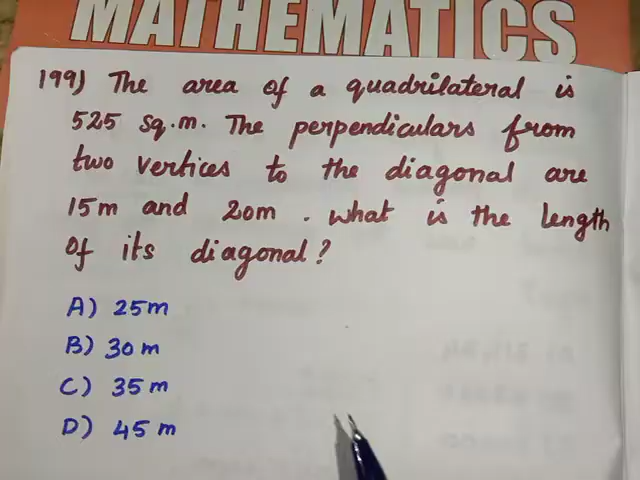 MATHEMATICS
199) The area of a quadrilateral is
525 sq.m. The perpendiculars from
two vertices to the diagonal are
15m and 20m. what is the length
of its diagonal?
A) 25m
B) 30m
C) 35m
D) 45m